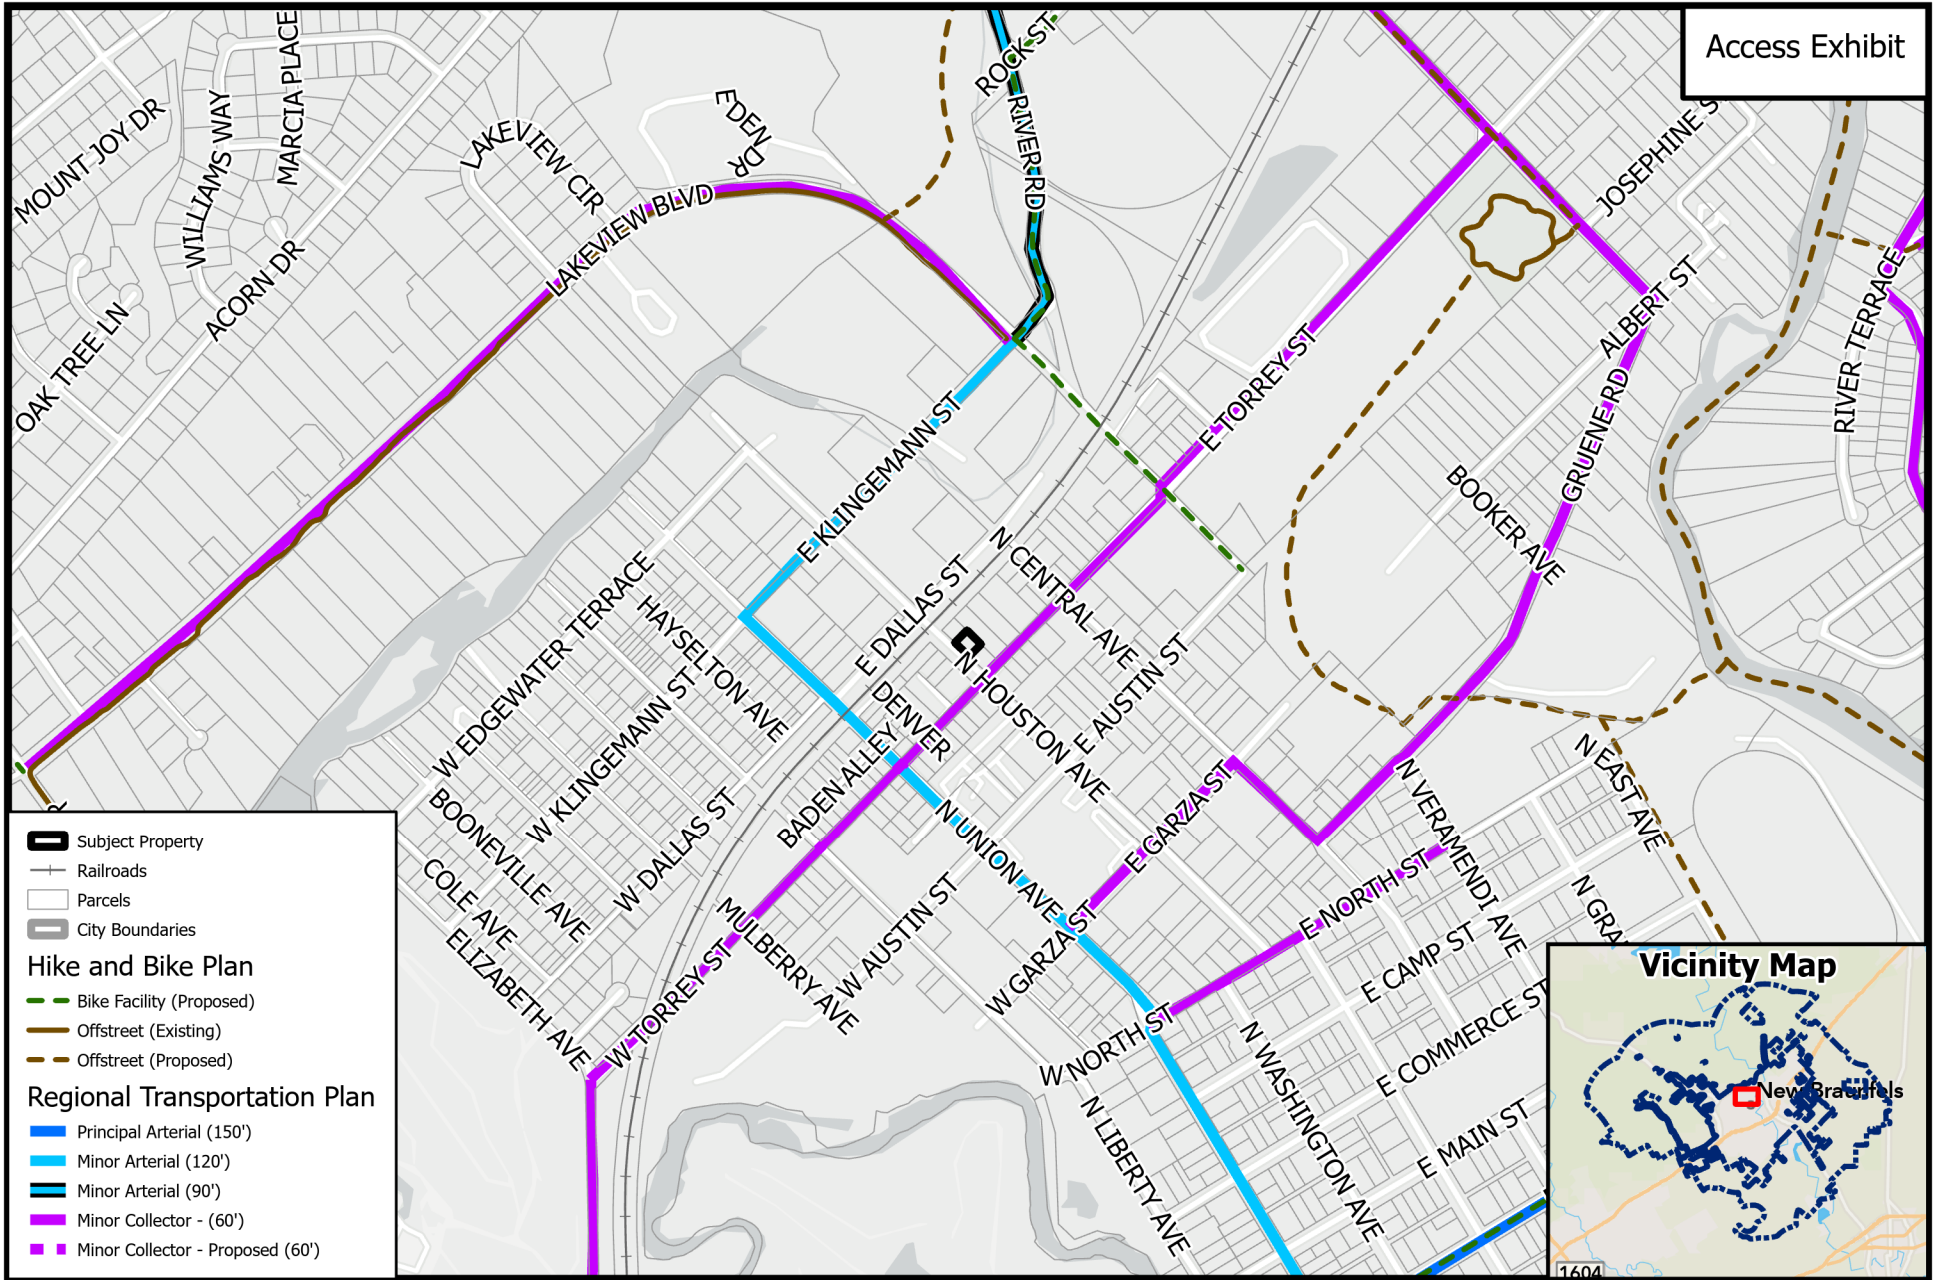 Access Exhibit
MOUNT JOY DR
WILLIAMS WAY
MARCIA PLACE
ACORN DR
OAK TREE LN
LAKEVIEW CIR
EDEN DR
LAKEVIEW BLVD
ROCK ST
RIVER RD
JOSEPHINE S
ALBERT ST
RIVER TERRACE
GRUENE RD
BOOKER AVE
E TORREY ST
E KLINGEMANN ST
N CENTRAL AVE
E DALLAS ST
W EDGEWATER TERRACE
HAYSELTON AVE
W KLINGEMANN ST
E DENVER
BADEN ALLEY
N HOUSTON AVE
E AUSTIN ST
E GARZA ST
N UNION AVE
W DALLAS ST
BOONEVILLE AVE
COLE AVE
ELIZABETH AVE
W TORREY ST
MULBERRY AVE
W AUSTIN ST
W GARZA ST
W NORTH ST
E NORTH ST
N VERAMENDI AVE
N EAST AVE
N GRA
E CAMP ST
E COMMERCE ST
E MAIN ST
N WASHINGTON AVE
N LIBERTY AVE
Subject Property
Railroads
Parcels
City Boundaries
Hike and Bike Plan
Bike Facility (Proposed)
Offstreet (Existing)
Offstreet (Proposed)
Regional Transportation Plan
Principal Arterial (150')
Minor Arterial (120')
Minor Arterial (90')
Minor Collector - (60')
Minor Collector - Proposed (60')
Vicinity Map
New Braunfels
1604